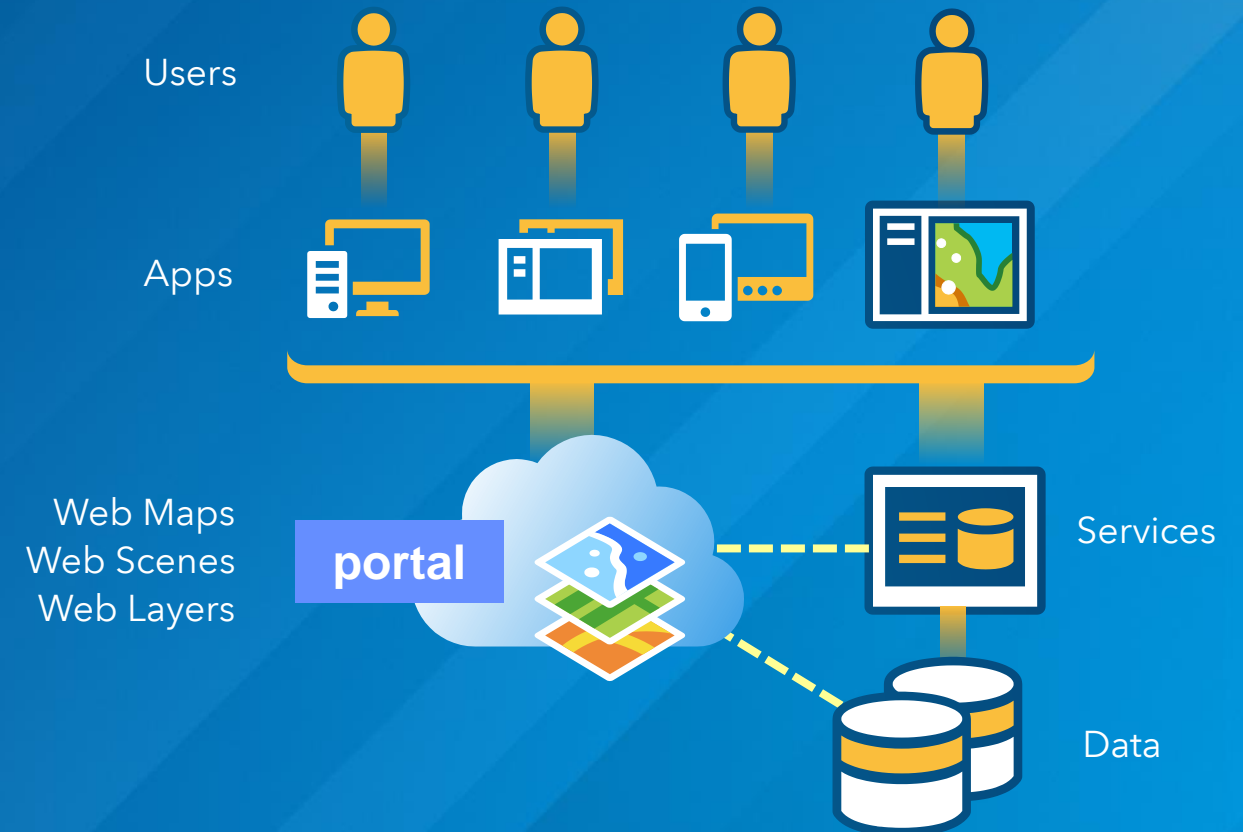 Users
Apps
Web Maps
Web Scenes
Web Layers
portal
Services
Data